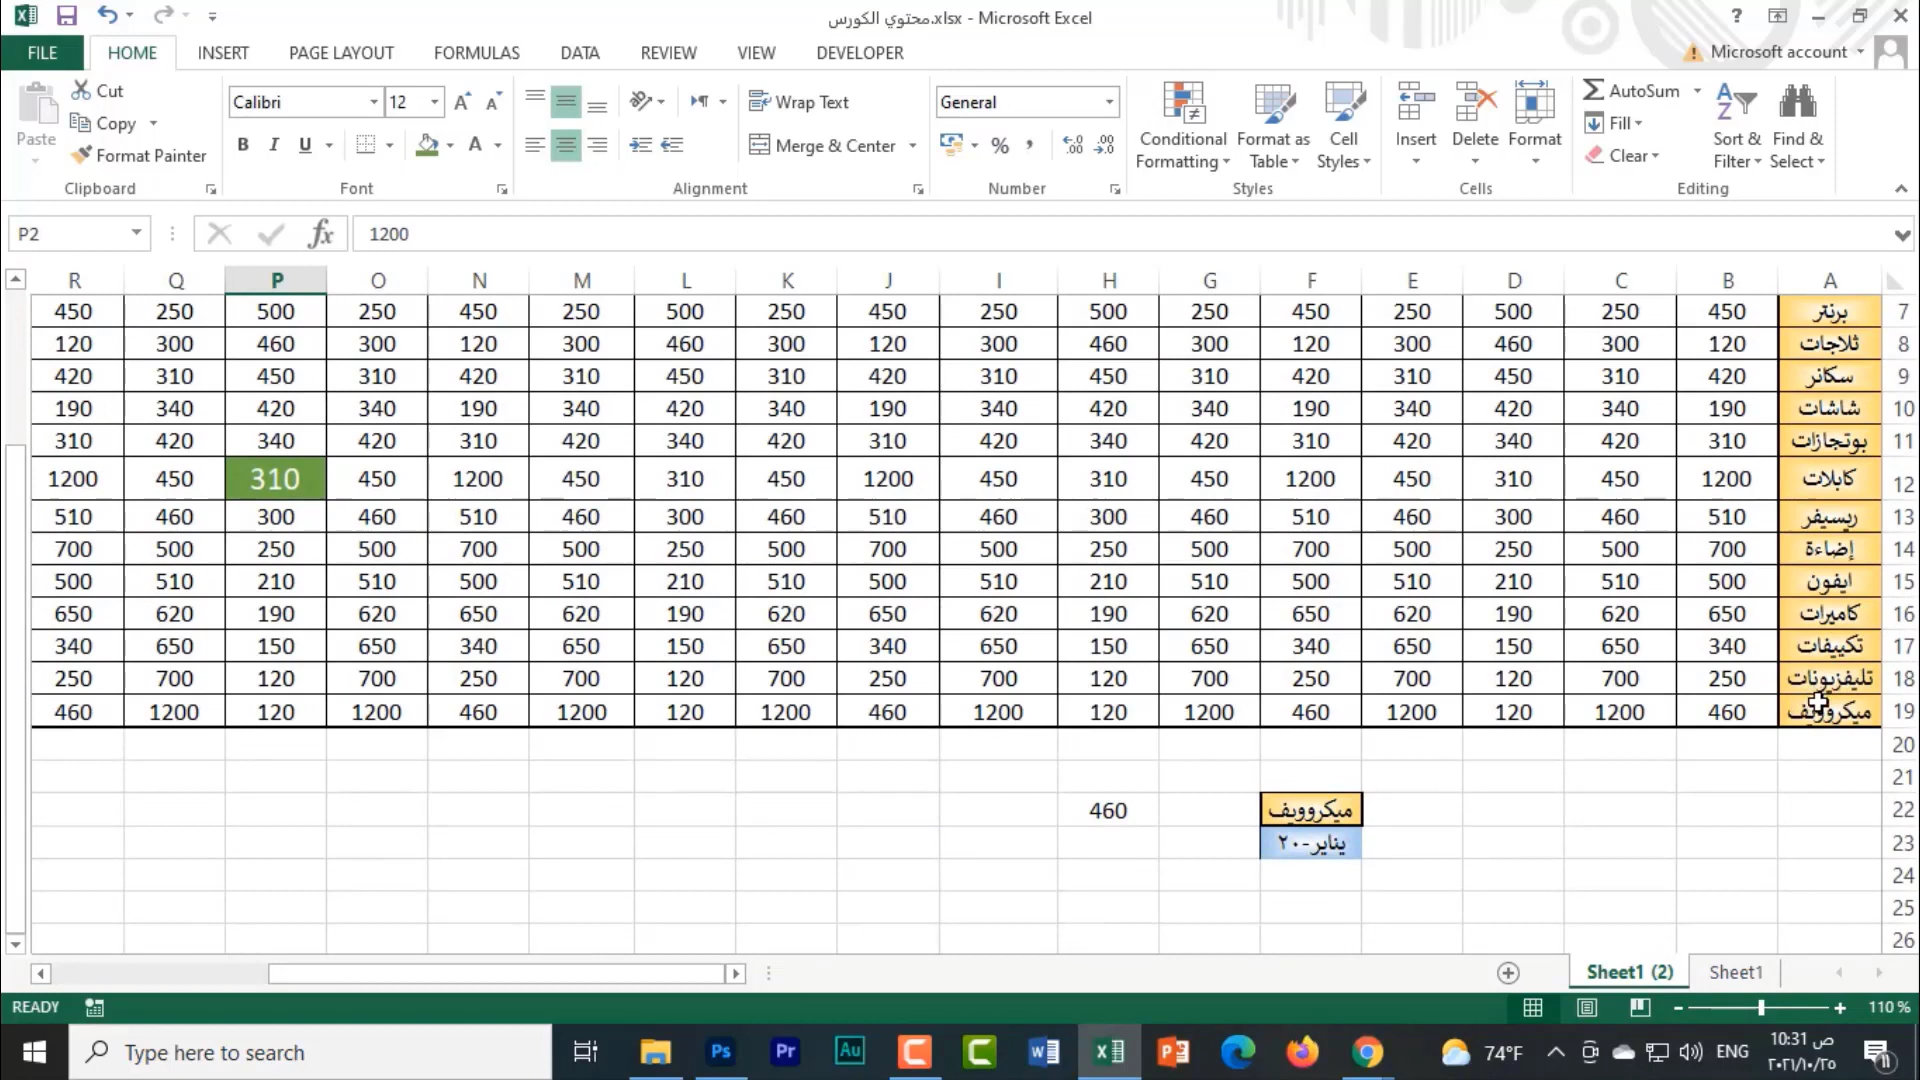 محتوي الكورس.xlsx - Microsoft Excel
FILE HOME INSERT PAGE LAYOUT FORMULAS DATA REVIEW VIEW DEVELOPER Microsoft account
Paste Cut Calibri 12 Wrap Text General Conditional Formatting Format as Table Cell Styles Insert Delete Format AutoSum Sort & Filter Find & Select
Copy Fill
Format Painter B I U A Merge & Center % , Clear
Clipboard Font Alignment Number Styles Cells Editing
P2 fx 1200
R Q P O N M L K J I H G F E D C B A
450 250 500 250 450 250 500 250 450 250 500 250 450 250 500 250 450 برنتر 7
120 300 460 300 120 300 460 300 120 300 460 300 120 300 460 300 120 ثلاجات 8
420 310 450 310 420 310 450 310 420 310 450 310 420 310 450 310 420 سكانر 9
190 340 420 340 190 340 420 340 190 340 420 340 190 340 420 340 190 شاشات 10
310 420 340 420 310 420 340 420 310 420 340 420 310 420 340 420 310 بوتجازات 11
1200 450 310 450 1200 450 310 450 1200 450 310 450 1200 450 310 450 1200 كابلات 12
510 460 300 460 510 460 300 460 510 460 300 460 510 460 300 460 510 ريسيفر 13
700 500 250 500 700 500 250 500 700 500 250 500 700 500 250 500 700 إضاءة 14
500 510 210 510 500 510 210 510 500 510 210 510 500 510 210 510 500 ايفون 15
650 620 190 620 650 620 190 620 650 620 190 620 650 620 190 620 650 كاميرات 16
340 650 150 650 340 650 150 650 340 650 150 650 340 650 150 650 340 تكييفات 17
250 700 120 700 250 700 120 700 250 700 120 700 250 700 120 700 250 تليفزيونات 18
460 1200 120 1200 460 1200 120 1200 460 1200 120 1200 460 1200 120 1200 460 ميكروويف 19
20
21
460 ميكروويف 22
يناير-٢٠ 23
24
25
26
Sheet1 (2) Sheet1
READY 110 %
Type here to search Ps Pr Au 74°F ENG 10:31 ص
٢٠٢١/١٠/٢٥